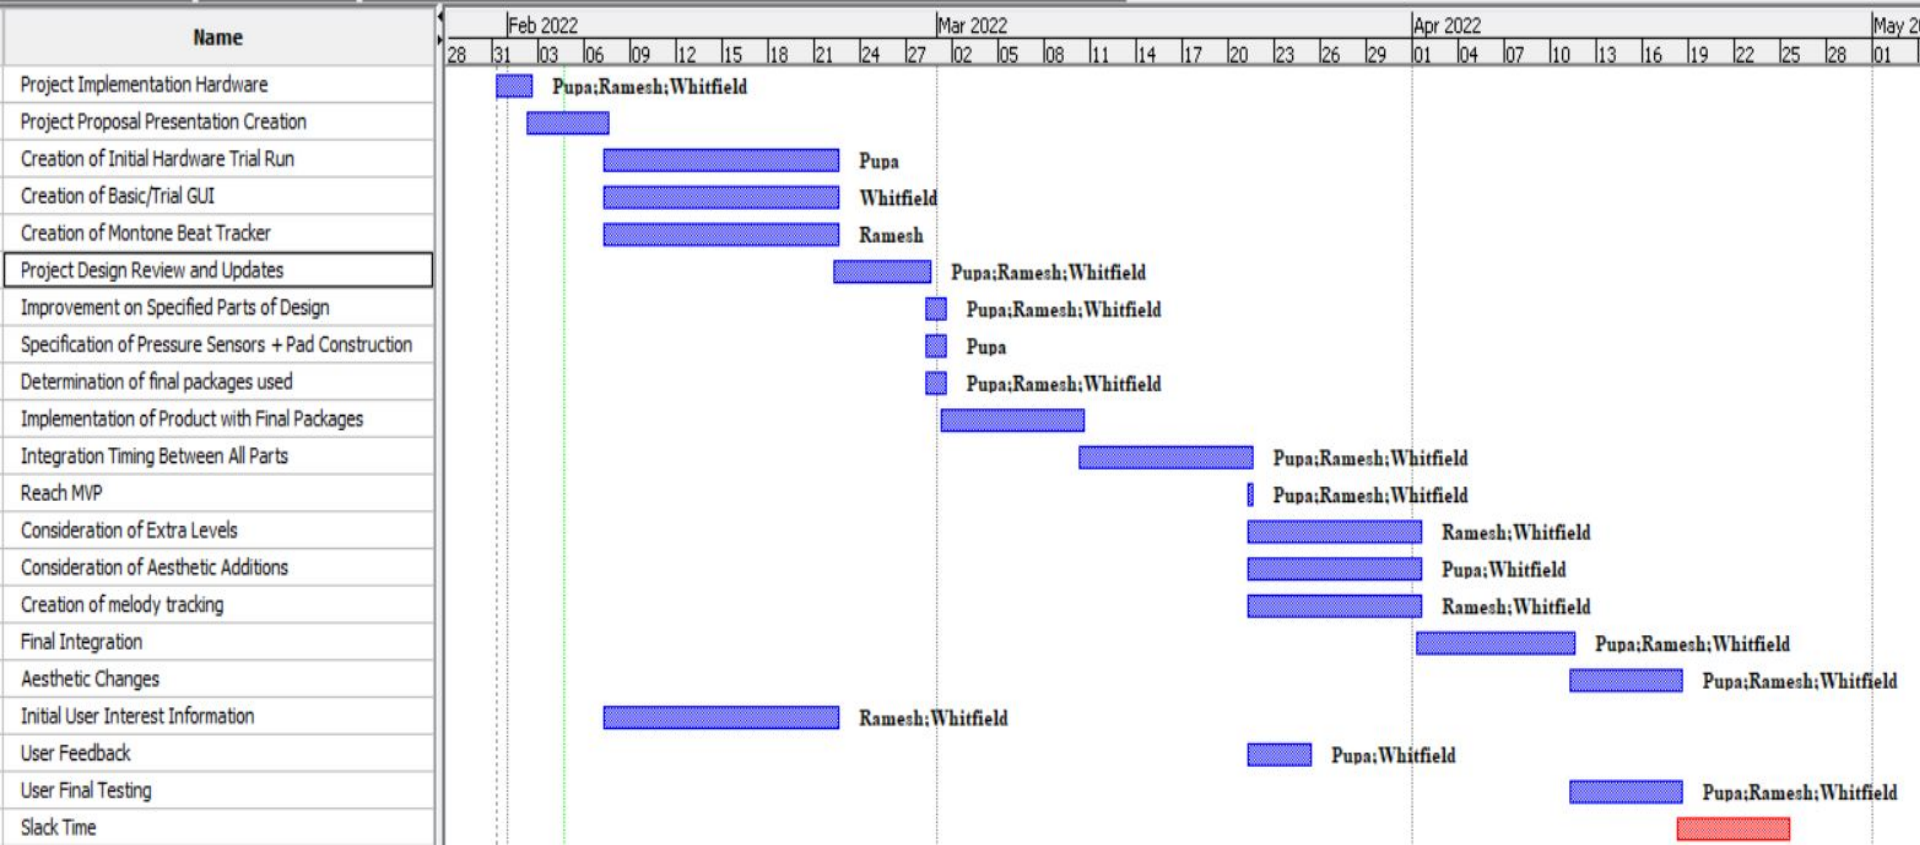 Name
Feb 2022 Mar 2022 Apr 2022 May 2
28 31 03 06 09 12 15 18 21 24 27 02 05 08 11 14 17 20 23 26 29 01 04 07 10 13 16 19 22 25 28 01
Project Implementation Hardware Pupa;Ramesh;Whitfield
Project Proposal Presentation Creation
Creation of Initial Hardware Trial Run Pupa
Creation of Basic/Trial GUI Whitfield
Creation of Montone Beat Tracker Ramesh
Project Design Review and Updates Pupa;Ramesh;Whitfield
Improvement on Specified Parts of Design Pupa;Ramesh;Whitfield
Specification of Pressure Sensors + Pad Construction Pupa
Determination of final packages used Pupa;Ramesh;Whitfield
Implementation of Product with Final Packages
Integration Timing Between All Parts Pupa;Ramesh;Whitfield
Reach MVP Pupa;Ramesh;Whitfield
Consideration of Extra Levels Ramesh;Whitfield
Consideration of Aesthetic Additions Pupa;Whitfield
Creation of melody tracking Ramesh;Whitfield
Final Integration Pupa;Ramesh;Whitfield
Aesthetic Changes Pupa;Ramesh;Whitfield
Initial User Interest Information Ramesh;Whitfield
User Feedback Pupa;Whitfield
User Final Testing Pupa;Ramesh;Whitfield
Slack Time